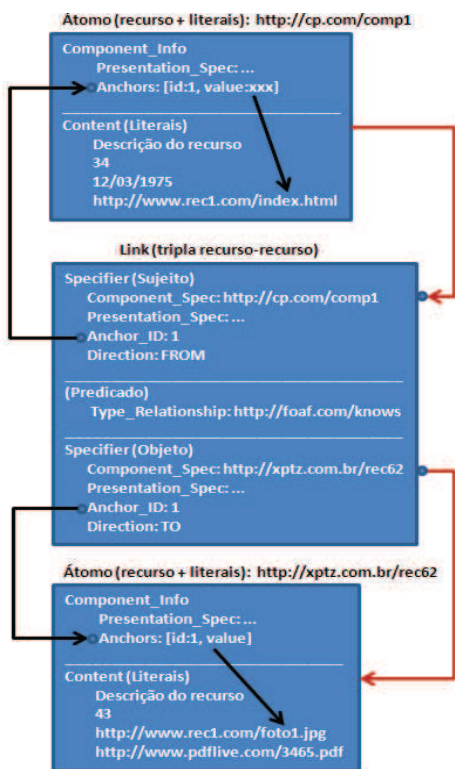 Átomo (recurso + literais): http://cp.com/comp1
Component_Info
Presentation_Spec: ...
Anchors: [id:1, value:xxx]
Content (Literais)
Descrição do recurso
34
12/03/1975
http://www.rec1.com/index.html
Link (tripla recurso-recurso)
Specifier (Sujeito)
Component_Spec: http://cp.com/comp1
Presentation_Spec: ...
Anchor_ID: 1
Direction: FROM
(Predicado)
Type_Relationship: http://foaf.com/knows
Specifier (Objeto)
Component_Spec: http://xptz.com.br/rec62
Presentation_Spec: ...
Anchor_ID: 1
Direction: TO
Átomo (recurso + literais): http://xptz.com.br/rec62
Component_Info
Presentation_Spec: ...
Anchors: [id:1, value]
Content (Literais)
Descrição do recurso
43
http://www.rec1.com/foto1.jpg
http://www.pdflive.com/3465.pdf